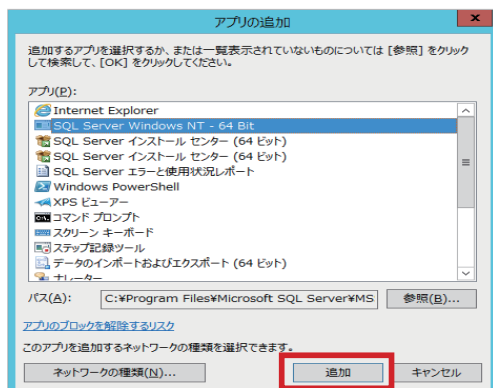 アプリの追加
x
追加するアプリを選択するか、または一覧表示されていないものについては [参照] をクリック
して検索して、[OK] をクリックしてください。
アプリ(P):
Internet Explorer
SQL Server Windows NT - 64 Bit
SQL Server インストール センター (64 ビット)
SQL Server インストール センター (64 ビット)
SQL Server エラーと使用状況レポート
Windows PowerShell
XPS ビューアー
コマンド プロンプト
スクリーン キーボード
ステップ記録ツール
データのインポートおよびエクスポート (64 ビット)
ナレーター
パス(A): C:¥Program Files¥Microsoft SQL Server¥MS 参照(B)...
アプリのブロックを解除するリスク
このアプリを追加するネットワークの種類を選択できます。
ネットワークの種類(N)... 追加 キャンセル